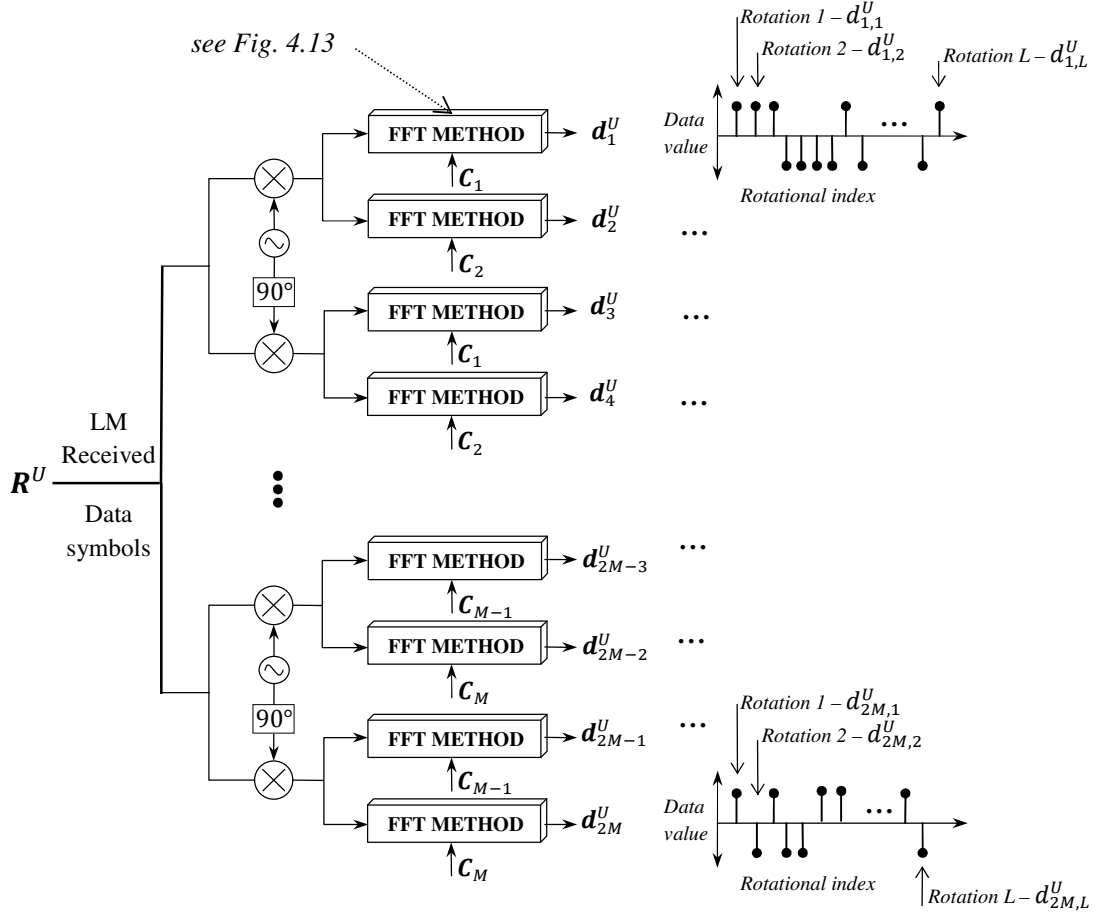 see Fig. 4.13
Rotation 1 – d^U_{1,1}
Rotation 2 – d^U_{1,2}
Rotation L – d^U_{1,L}
FFT METHOD
d^U_1
Data
value
...
C_1
Rotational index
FFT METHOD
d^U_2
...
C_2
90°
FFT METHOD
d^U_3
...
C_1
FFT METHOD
d^U_4
...
C_2
LM
Received
R^U
Data
symbols
FFT METHOD
d^U_{2M−3}
...
C_{M−1}
FFT METHOD
d^U_{2M−2}
...
C_M
90°
FFT METHOD
d^U_{2M−1}
...
C_{M−1}
FFT METHOD
d^U_{2M}
C_M
Rotation 1 – d^U_{2M,1}
Rotation 2 – d^U_{2M,2}
Data
value
...
Rotational index
Rotation L – d^U_{2M,L}